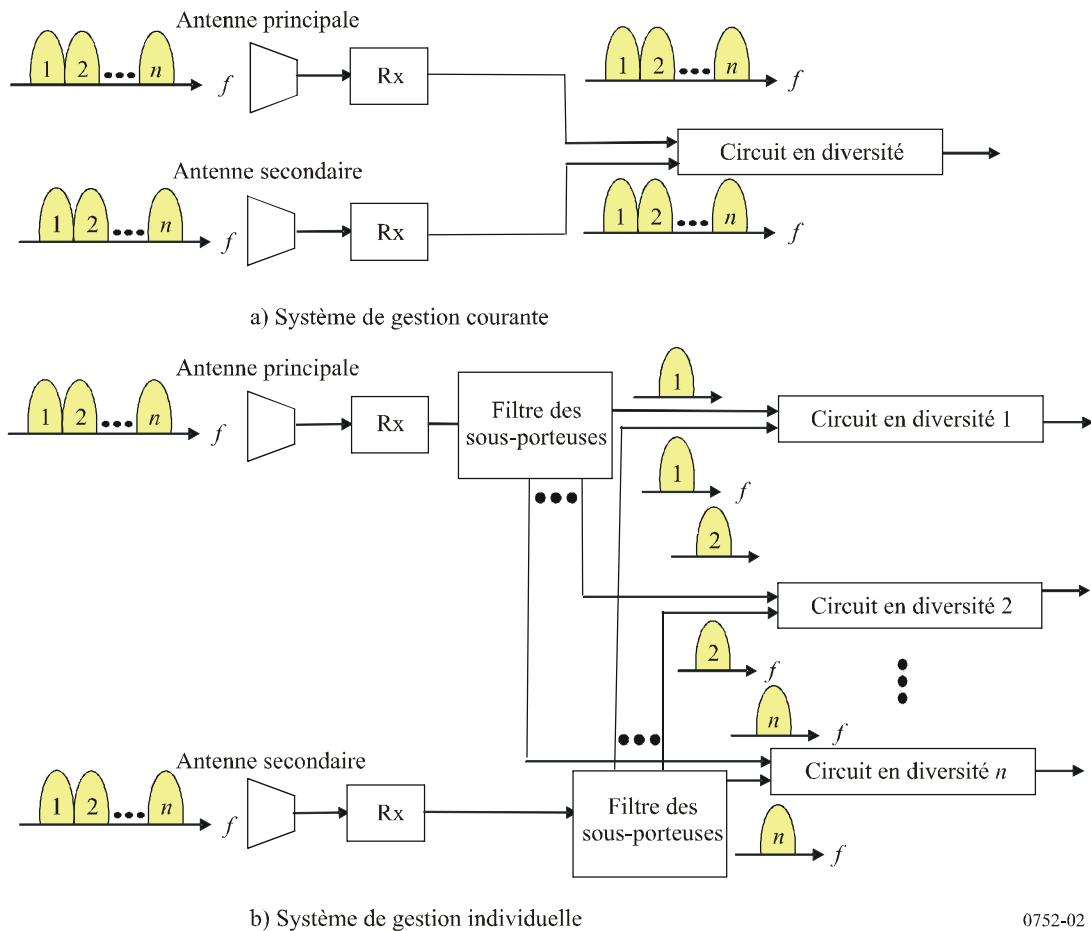 Antenne principale
1 2 ••• n f
Rx
1 2 ••• n f
Circuit en diversité
Antenne secondaire
1 2 ••• n f
Rx
1 2 ••• n f
a) Système de gestion courante
Antenne principale
1 2 ••• n f
Rx
Filtre des
sous-porteuses
1
Circuit en diversité 1
1 f
•••
2
Circuit en diversité 2
2 f
n f
•••
Circuit en diversité n
Antenne secondaire
1 2 ••• n f
Rx
Filtre des
sous-porteuses
n f
b) Système de gestion individuelle
0752-02